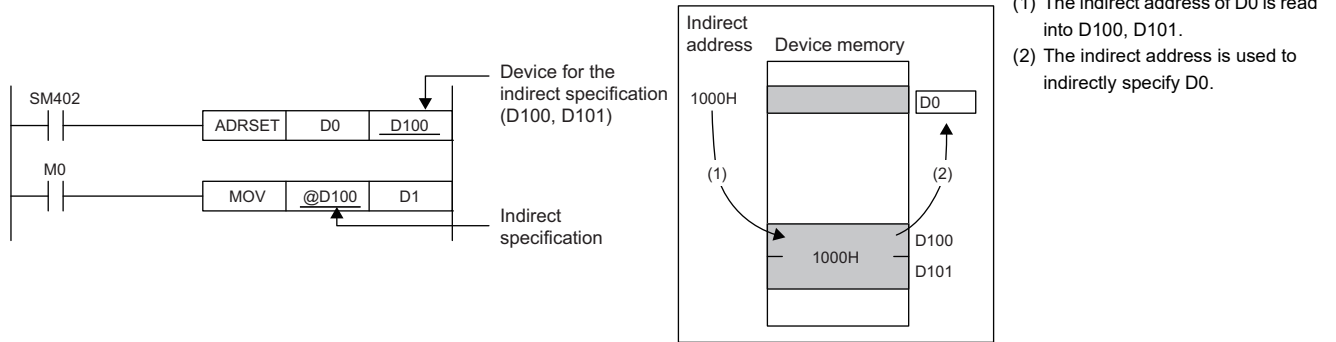 SM402
ADRSET D0 D100
Device for the
indirect specification
(D100, D101)
M0
MOV @D100 D1
Indirect
specification
Indirect
address
Device memory
1000H
D0
(1)
(2)
1000H
D100
D101
(1) The indirect address of D0 is read
into D100, D101.
(2) The indirect address is used to
indirectly specify D0.